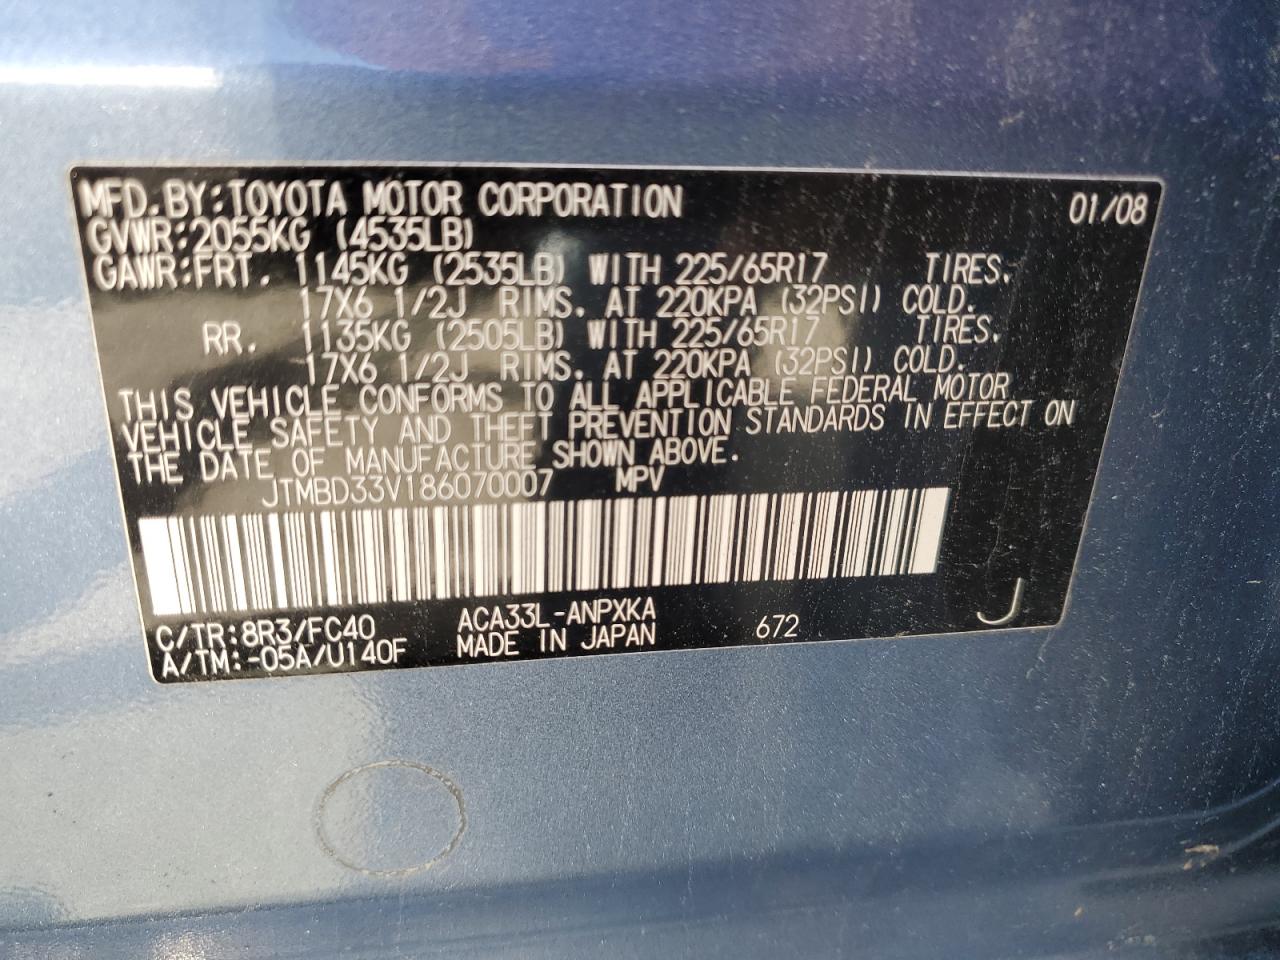 MFD. BY: TOYOTA MOTOR CORPORATION 01/08
GVWR: 2055KG (4535LB)
GAWR: FRT. 1145KG (2535LB) WITH 225/65R17 TIRES.
17X6 1/2J RIMS. AT 220KPA (32PSI) COLD.
RR. 1135KG (2505LB) WITH 225/65R17 TIRES.
17X6 1/2J RIMS. AT 220KPA (32PSI) COLD.
THIS VEHICLE CONFORMS TO ALL APPLICABLE FEDERAL MOTOR
VEHICLE SAFETY AND THEFT PREVENTION STANDARDS IN EFFECT ON
THE DATE OF MANUFACTURE SHOWN ABOVE.
JTMBD33V186070007 MPV
C/TR:8R3/FC40 ACA33L-ANPXKA 672 J
A/TM:-05A/U140F MADE IN JAPAN